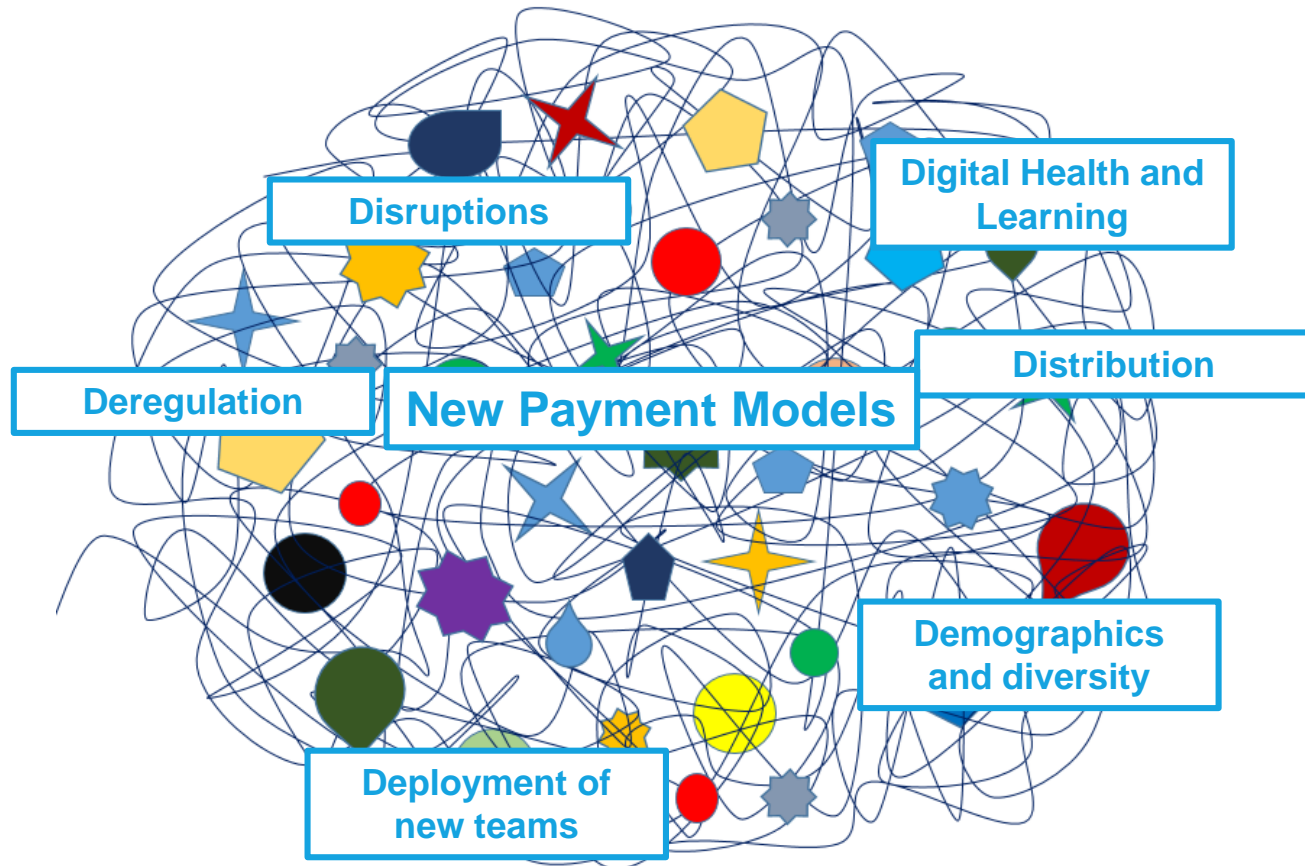 Disruptions
Digital Health and
Learning
Deregulation
New Payment Models
Distribution
Demographics
and diversity
Deployment of
new teams